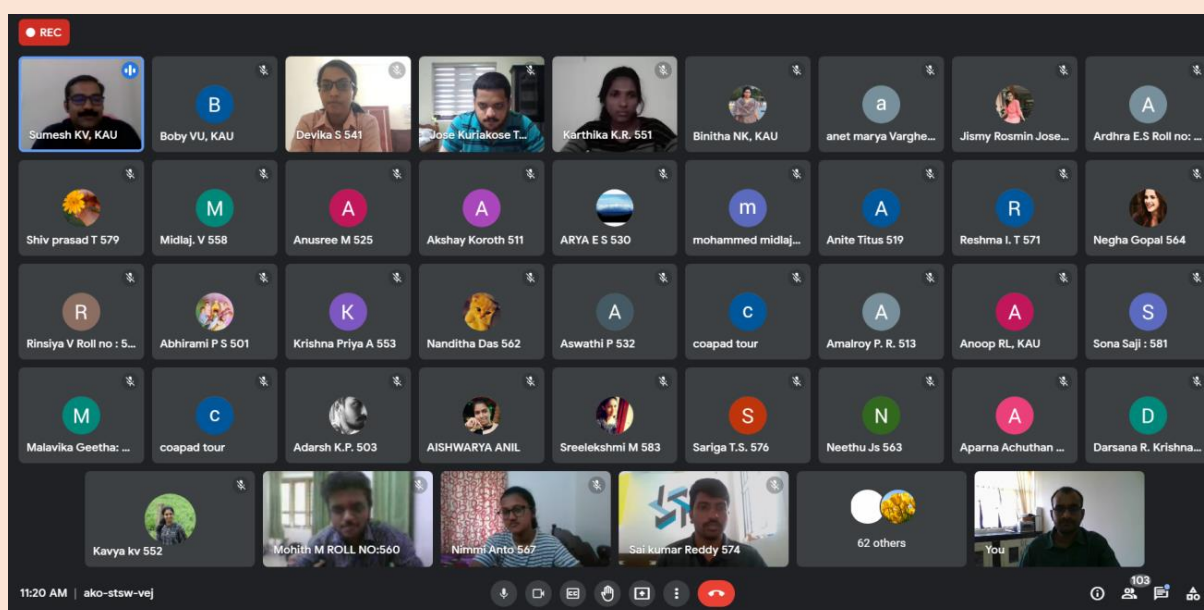 REC
Sumesh KV, KAU
B
Boby VU, KAU
Devika S 541
Jose Kuriakose T...
Karthika K.R. 551
Binitha NK, KAU
a
anet marya Varghe...
Jismy Rosmin Jose...
A
Ardhra E.S Roll no: ...
Shiv prasad T 579
M
Midlaj. V 558
A
Anusree M 525
A
Akshay Koroth 511
ARYA E S 530
m
mohammed midlaj...
A
Anite Titus 519
R
Reshma I. T 571
Negha Gopal 564
R
Rinsiya V Roll no : 5...
Abhirami P S 501
K
Krishna Priya A 553
Nanditha Das 562
A
Aswathi P 532
c
coapad tour
A
Amalroy P. R. 513
A
Anoop RL, KAU
S
Sona Saji : 581
M
Malavika Geetha: ...
c
coapad tour
Adarsh K.P. 503
AISHWARYA ANIL
Sreelekshmi M 583
S
Sariga T.S. 576
N
Neethu Js 563
A
Aparna Achuthan ...
D
Darsana R. Krishna...
Kavya kv 552
Mohith M ROLL NO:560
Nimmi Anto 567
Sai kumar Reddy 574
62 others
You
11:20 AM | ako-stsw-vej
103